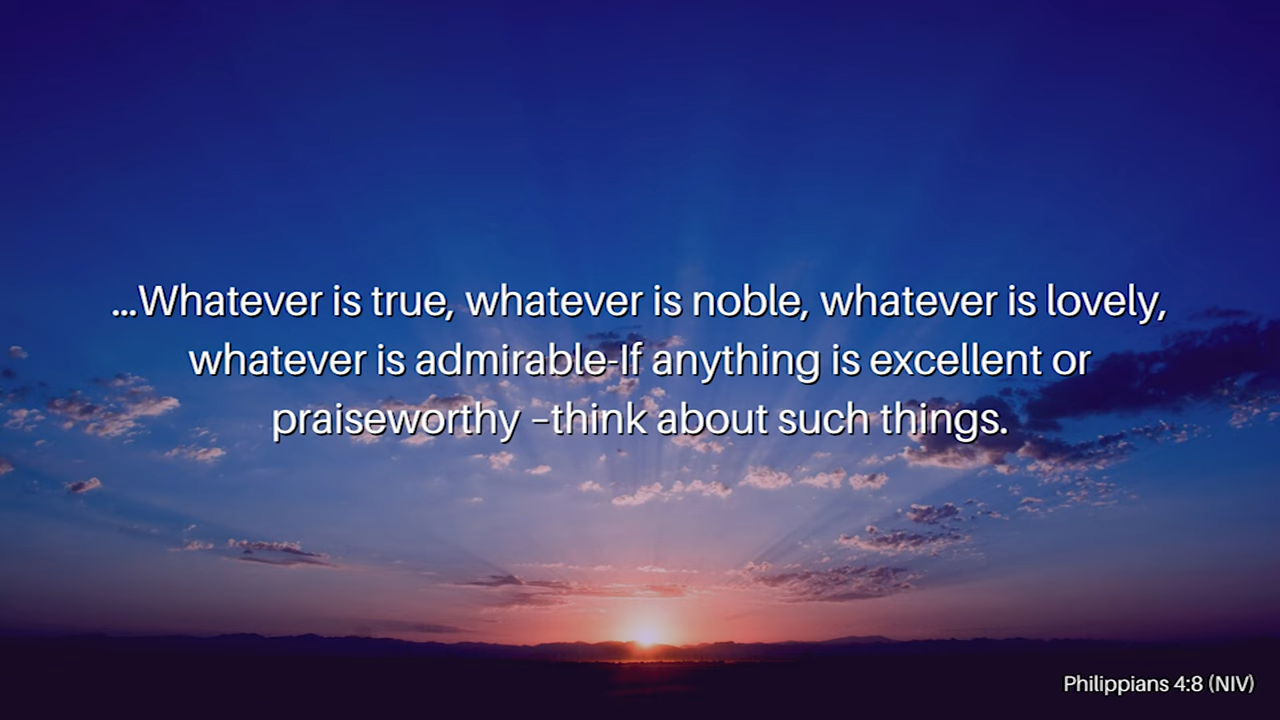 ...Whatever is true, whatever is noble, whatever is lovely,
whatever is admirable-If anything is excellent or
praiseworthy –think about such things.
Philippians 4:8 (NIV)